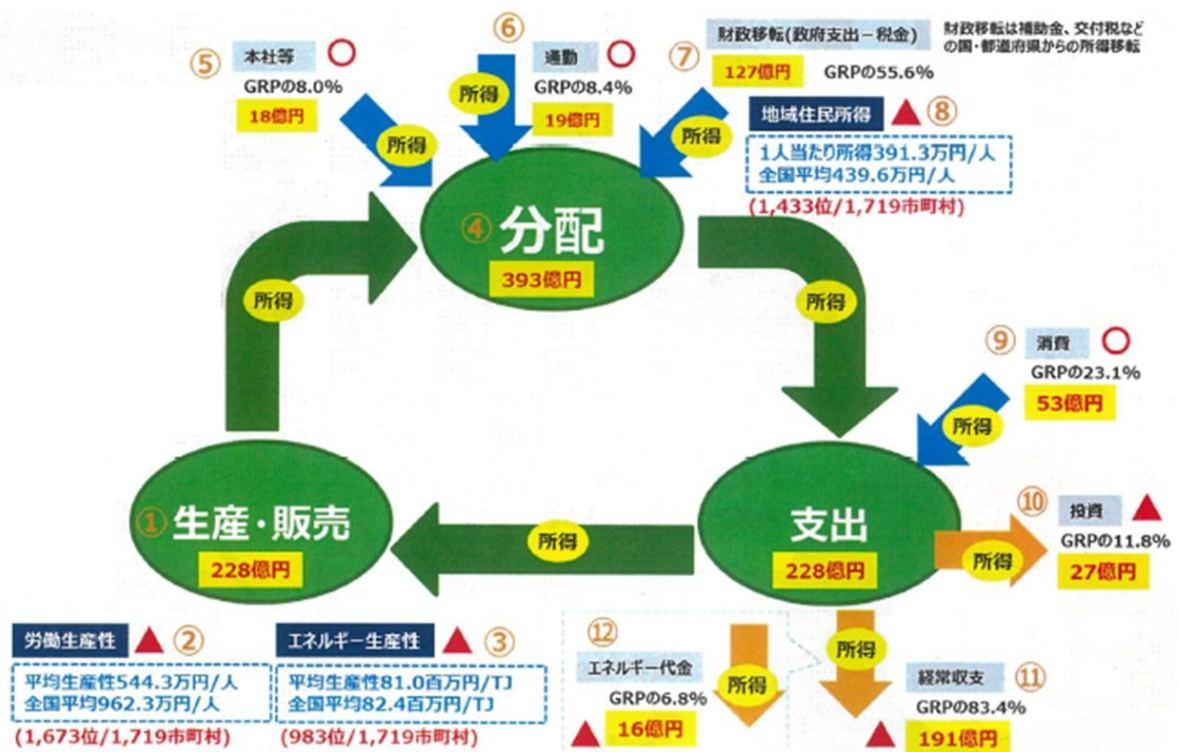 ⑤ 本社等 ○
GRPの8.0%
18億円
所得
⑥
通勤 ○
GRPの8.4%
19億円
所得
⑦ 財政移転(政府支出－税金)
127億円 GRPの55.6%
所得
財政移転は補助金、交付税など
の国・都道府県からの所得移転
地域住民所得 ▲ ⑧
1人当たり所得391.3万円/人
全国平均439.6万円/人
(1,433位/1,719市町村)
④ 分配
393億円
所得
所得
⑨ 消費 ○
GRPの23.1%
53億円
所得
① 生産・販売
228億円
所得
支出
228億円
⑩ 投資 ▲
GRPの11.8%
27億円
所得
労働生産性 ▲ ②
平均生産性544.3万円/人
全国平均962.3万円/人
(1,673位/1,719市町村)
エネルギー生産性 ▲ ③
平均生産性81.0百万円/TJ
全国平均82.4百万円/TJ
(983位/1,719市町村)
⑫
エネルギー代金
GRPの6.8%
▲ 16億円
所得
所得
経常収支 ⑪
GRPの83.4%
▲ 191億円